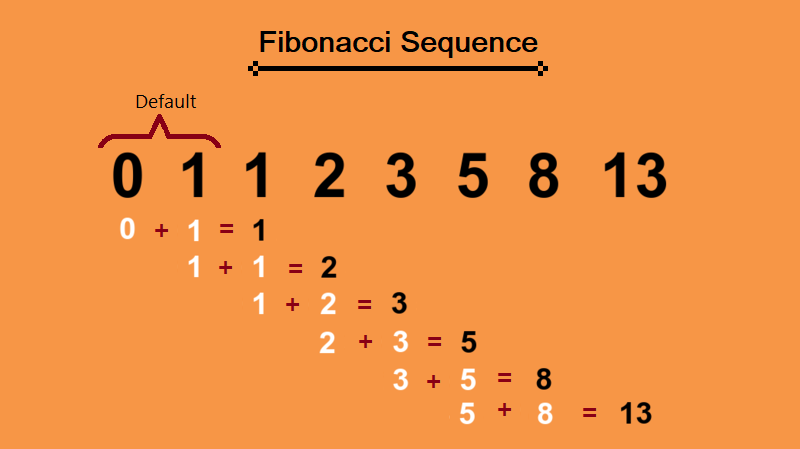 Fibonacci Sequence
Default
0 1 1 2 3 5 8 13
0 + 1 = 1
1 + 1 = 2
1 + 2 = 3
2 + 3 = 5
3 + 5 = 8
5 + 8 = 13